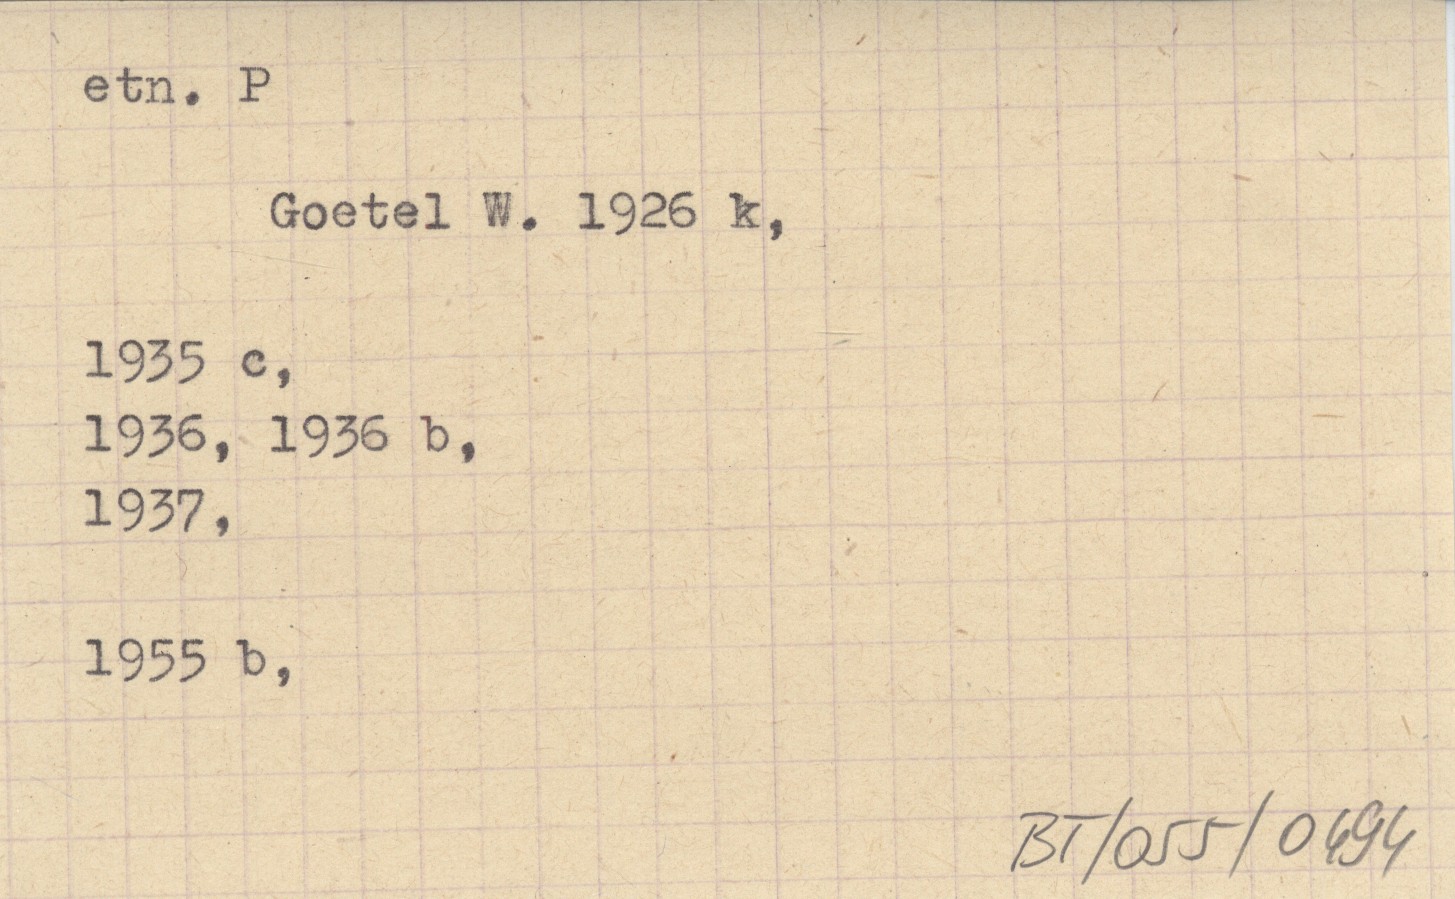 etn. P
Goetel W. 1926 k,
1935 c,
1936, 1936 b,
1937,
1955 b,
BT/055/0494